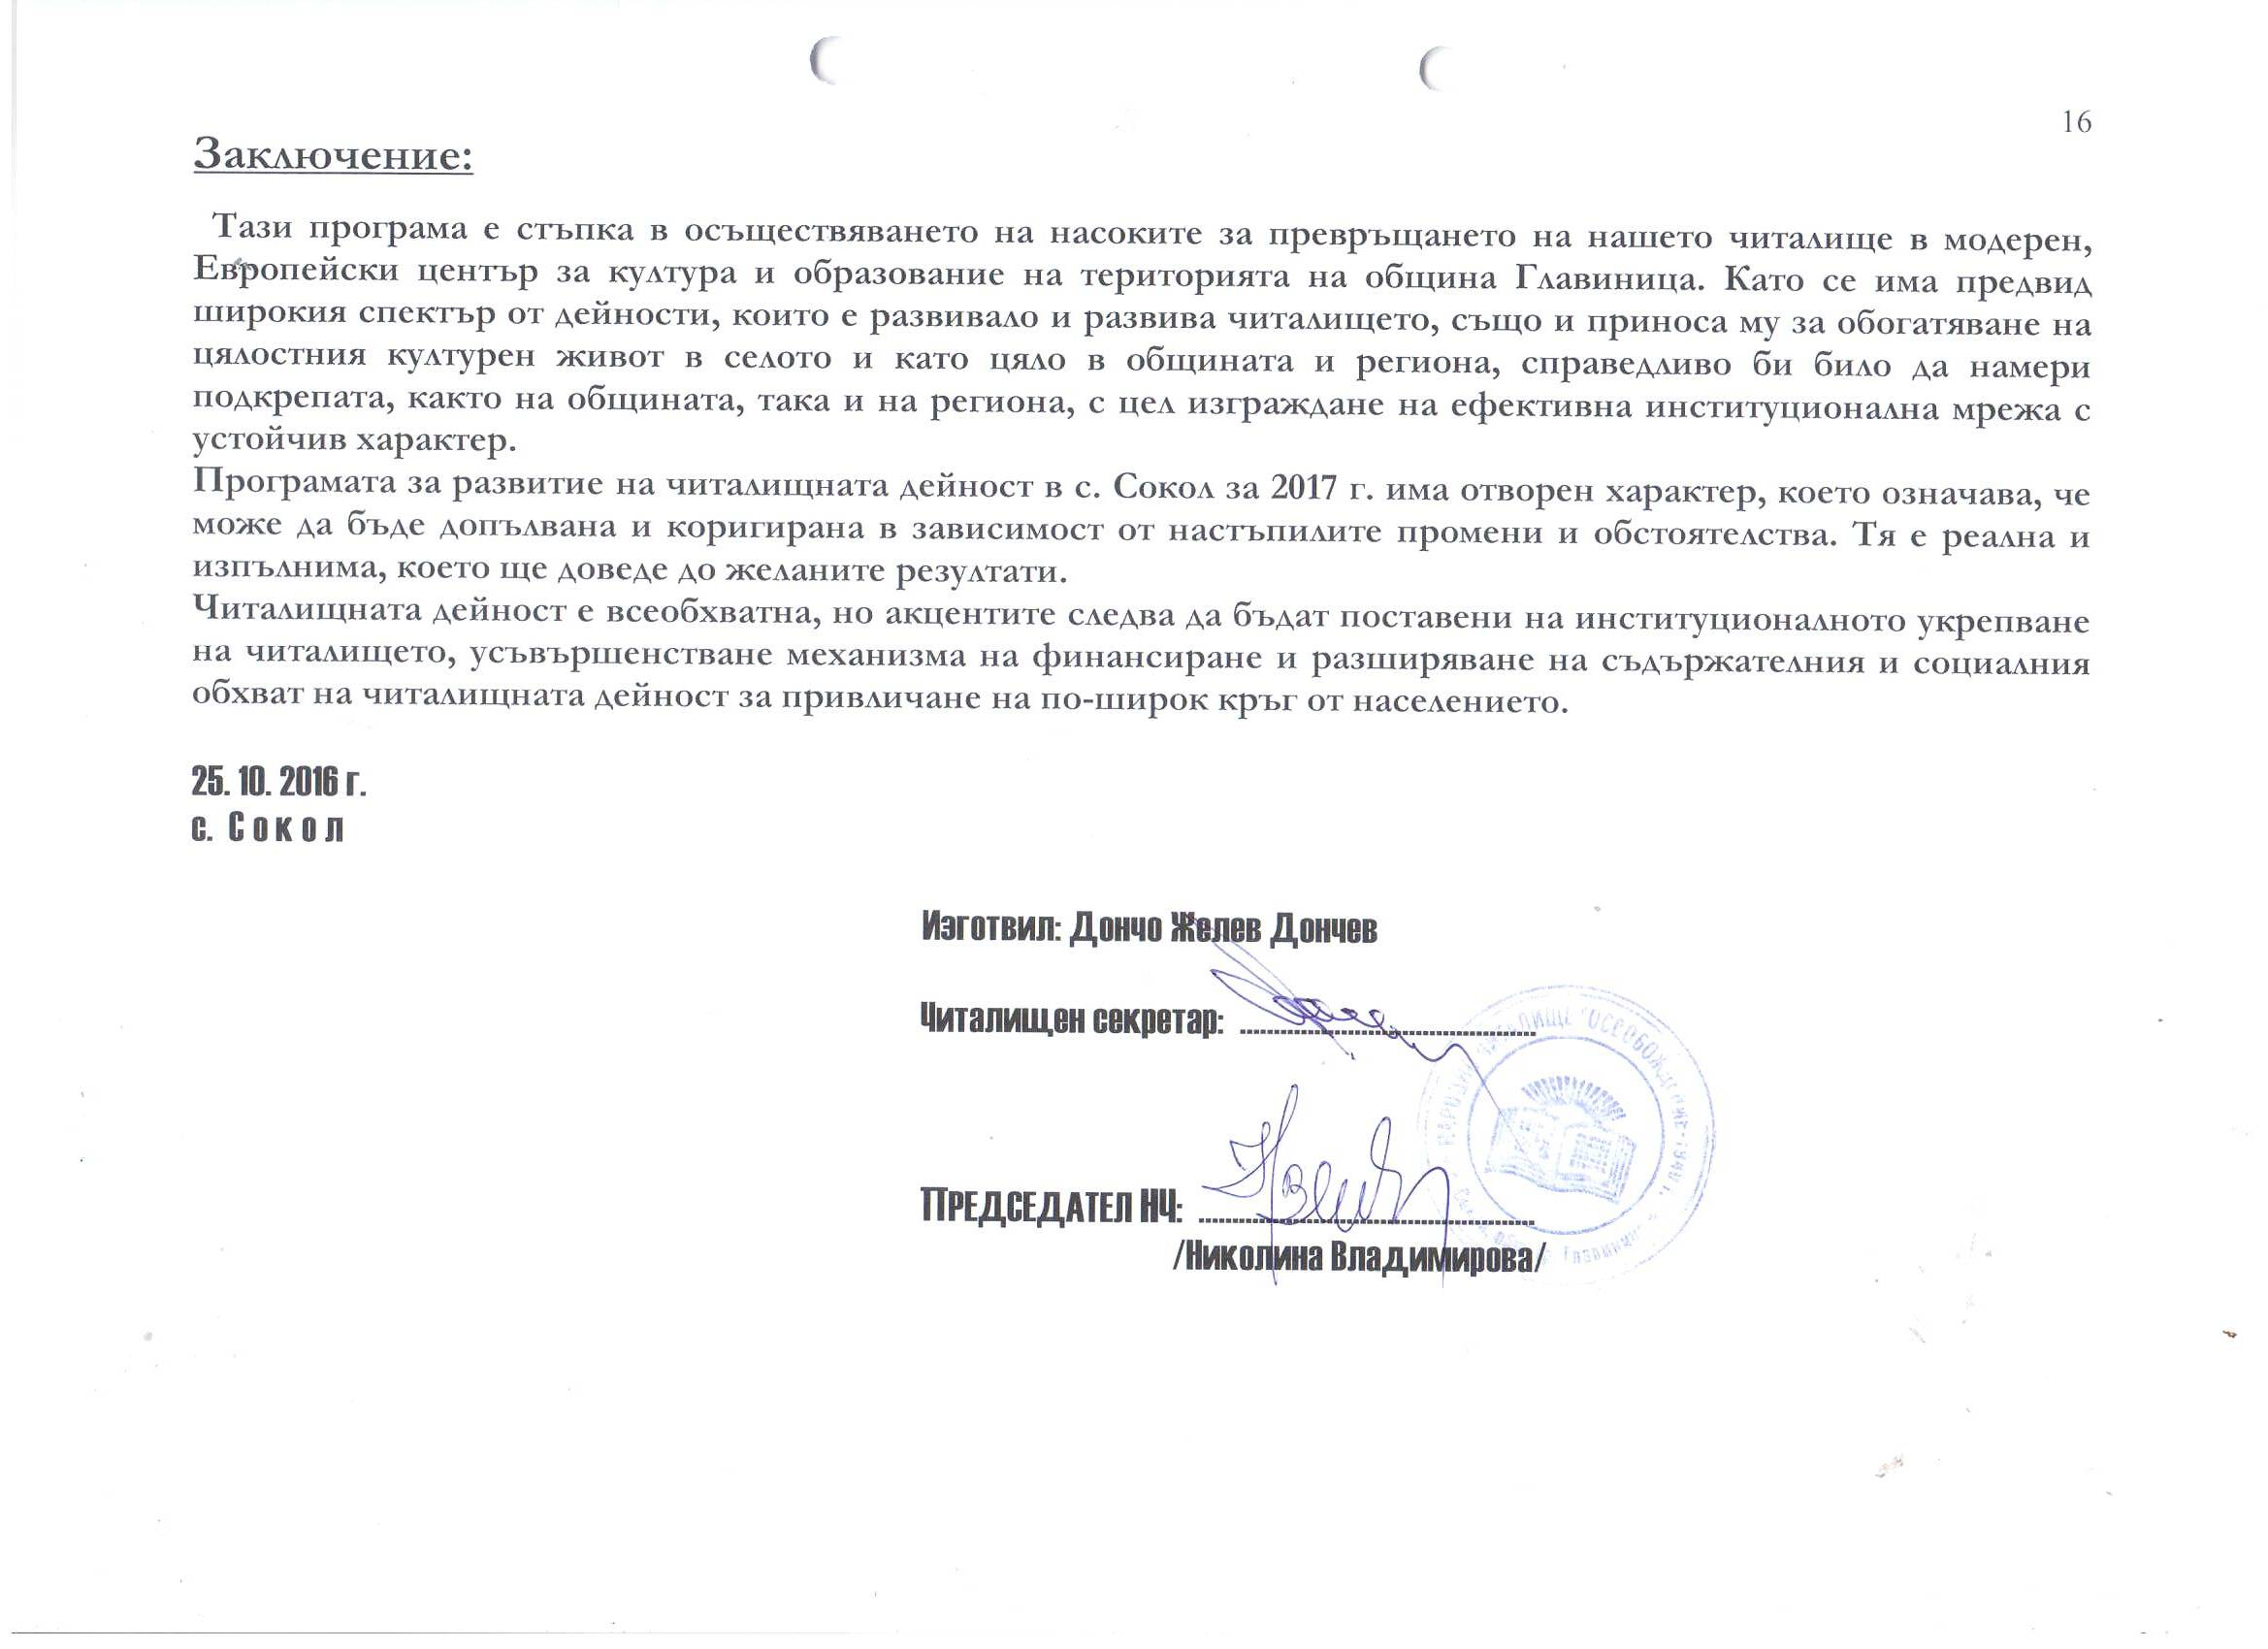 16
Заключение:
Тази програма е стъпка в осъществяването на насоките за превръщането на нашето читалище в модерен,
Европейски център за култура и образование на територията на община Главиница. Като се има предвид
широкия спектър от дейности, които е развивало и развива читалището, също и приноса му за обогатяване на
цялостния културен живот в селото и като цяло в общината и региона, справедливо би било да намери
подкрепата, както на общината, така и на региона, с цел изграждане на ефективна институционална мрежа с
устойчив характер.
Програмата за развитие на читалищната дейност в с. Сокол за 2017 г. има отворен характер, което означава, че
може да бъде допълвана и коригирана в зависимост от настъпилите промени и обстоятелства. Тя е реална и
изпълнима, което ще доведе до желаните резултати.
Читалищната дейност е всеобхватна, но акцентите следва да бъдат поставени на институционалното укрепване
на читалището, усъвършенстване механизма на финансиране и разширяване на съдържателния и социалния
обхват на читалищната дейност за привличане на по-широк кръг от населението.
25. 10. 2016 г.
с. С о к о л
Изготвил: Дончо Желев Дончев
Читалищен секретар:
ПРЕДСЕДАТЕЛ НЧ:
/Николина Владимирова/